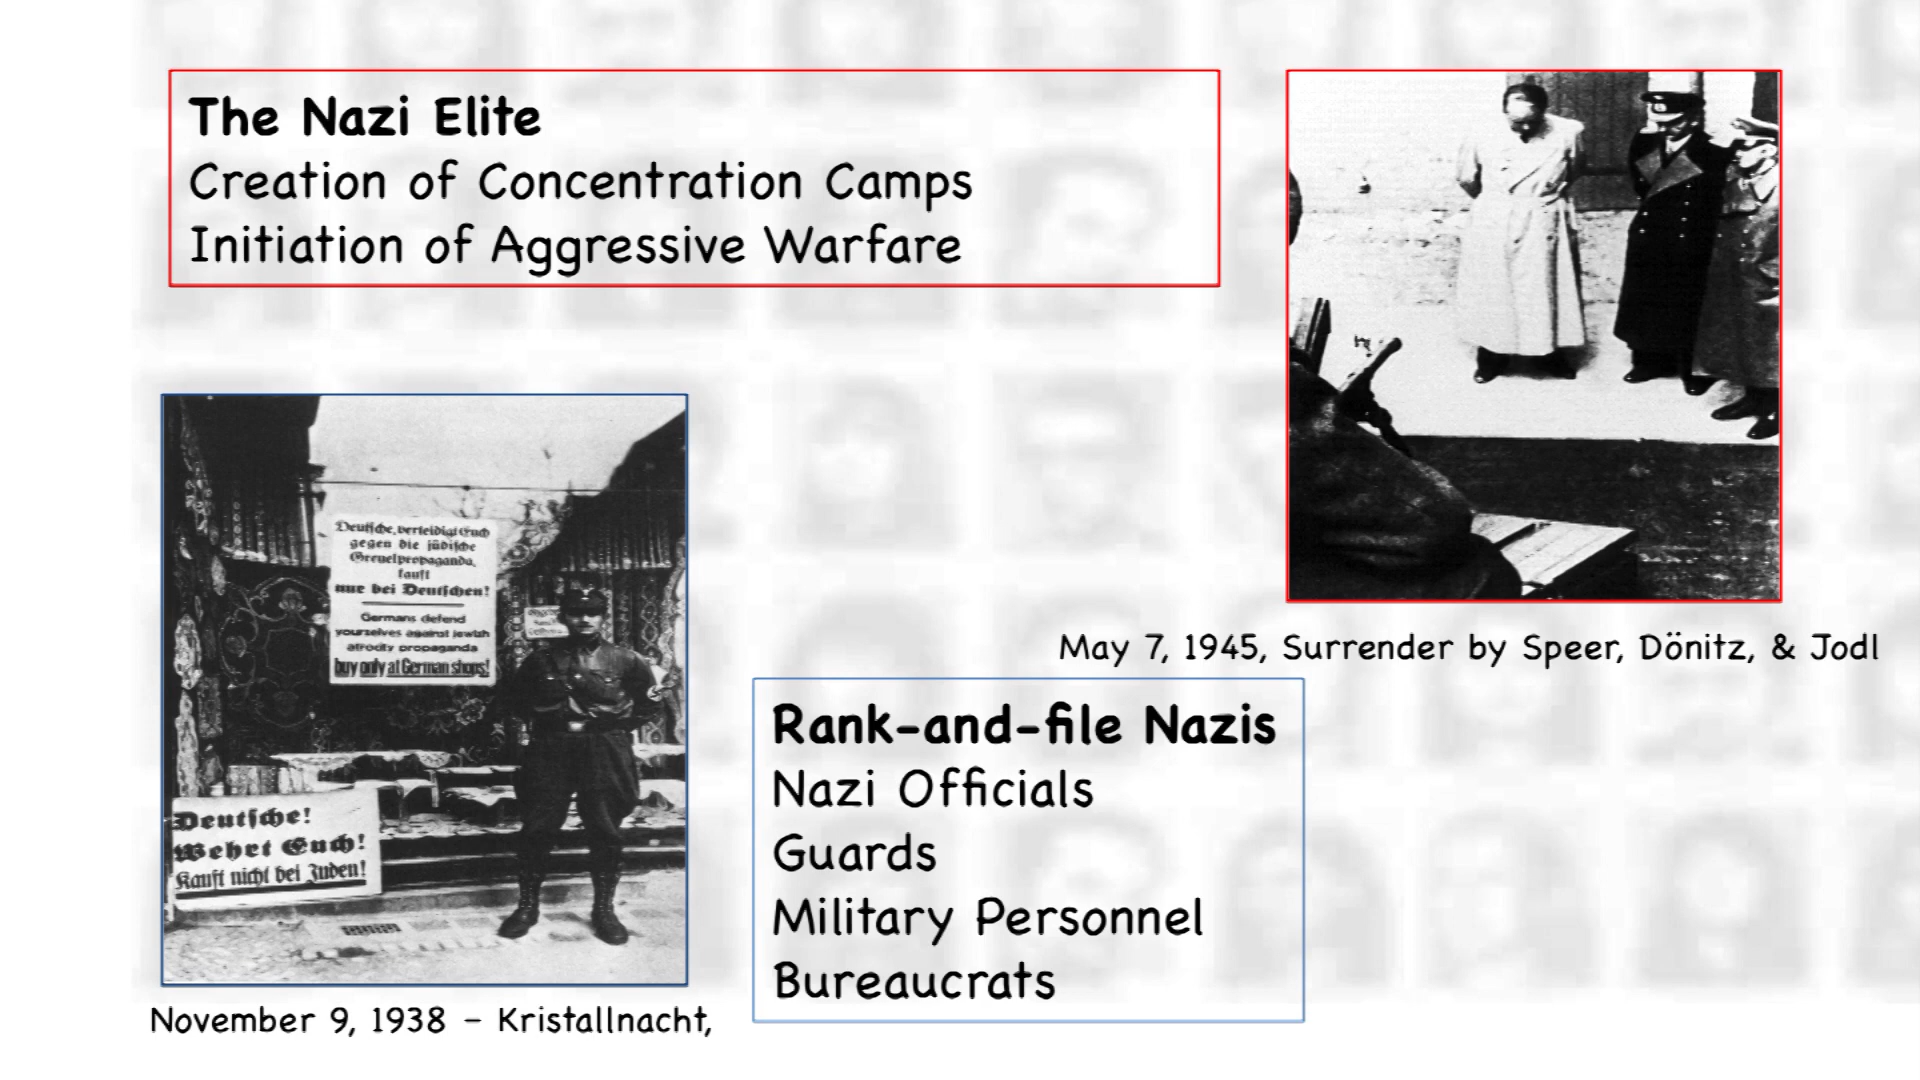 The Nazi Elite
Creation of Concentration Camps
Initiation of Aggressive Warfare
May 7, 1945, Surrender by Speer, Dönitz, & Jodl
Deutsche, verteidigt Euch
gegen die jüdische
Greuelpropaganda,
kauft
nur bei Deutschen!
Germans defend
yourselves against jewish
atrocity propaganda
buy only at German shops!
Deutsche!
Wehrt Euch!
Kauft nicht bei Juden!
November 9, 1938 – Kristallnacht,
Rank-and-file Nazis
Nazi Officials
Guards
Military Personnel
Bureaucrats